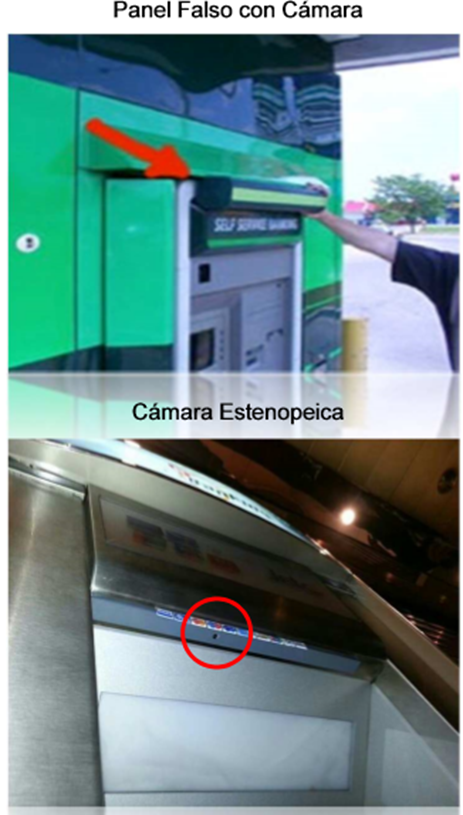 Panel Falso con Cámara
SELF SERVICE BANKING
Cámara Estenopeica